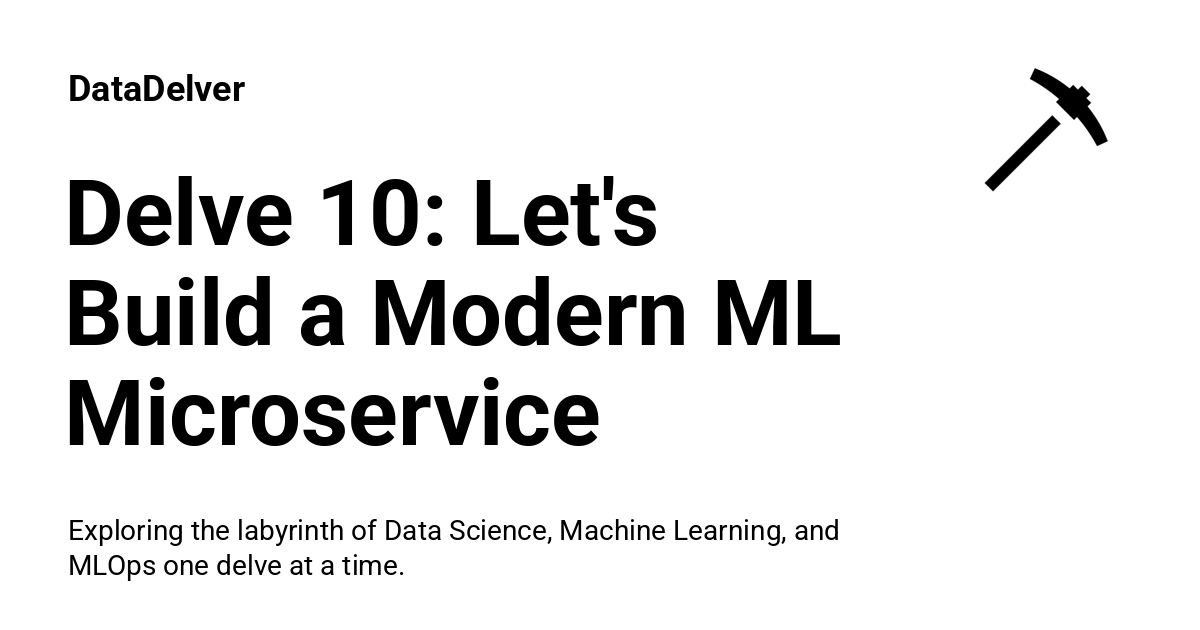 DataDelver
Delve 10: Let's
Build a Modern ML
Microservice
Exploring the labyrinth of Data Science, Machine Learning, and
MLOps one delve at a time.